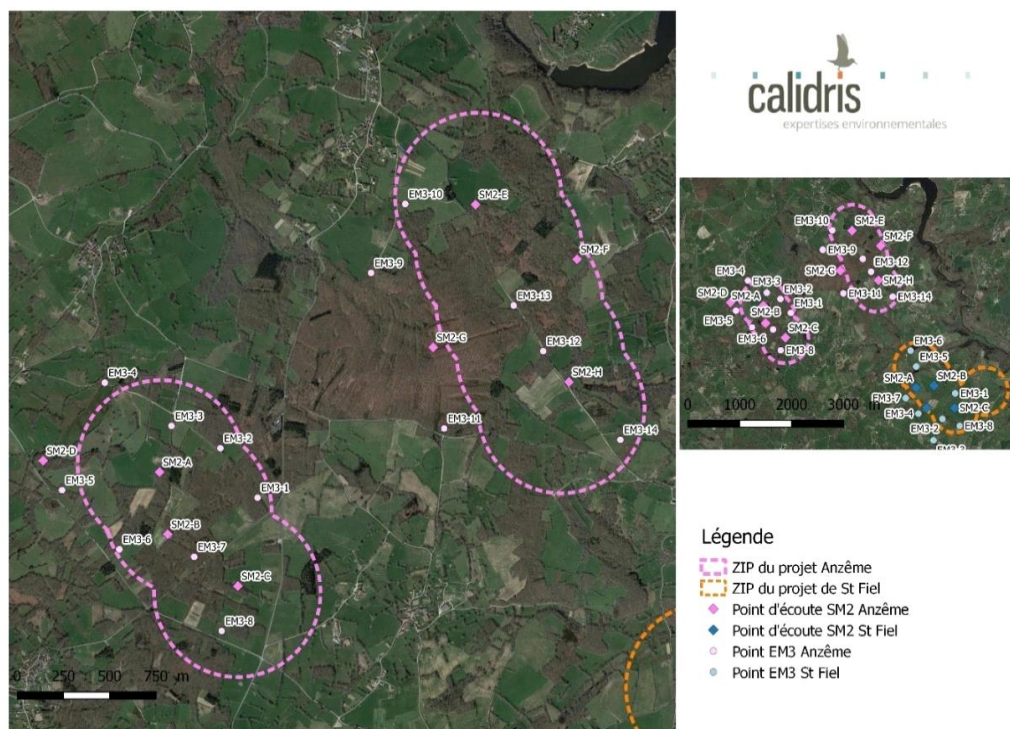 EM3-10
SM2-E
SM2-F
EM3-9
EM3-13
SM2-G
EM3-12
SM2-H
EM3-4
EM3-3
EM3-11
EM3-2
EM3-14
SM2-D
SM2-A
EM3-5
EM3-1
SM2-B
EM3-6
EM3-7
SM2-C
EM3-8
0 250 500 750 m
calidris
expertises environnementales
EM3-10
SM2-E
SM2-F
EM3-9
EM3-12
SM2-G
EM3-4
EM3-3
SM2-H
SM2-D
SM2-A
EM3-2
EM3-11
EM3-14
EM3-1
EM3-5
SM2-B
EM3-6
SM2-C
EM3-8
EM3-6
EM3-5
SM2-A
SM2-B
EM3-7
EM3-1
EM3-4
SM2-C
EM3-2
EM3-8
0 1000 2000 3000 m
Légende
ZIP du projet Anzême
ZIP du projet de St Fiel
Point d'écoute SM2 Anzême
Point d'écoute SM2 St Fiel
Point EM3 Anzême
Point EM3 St Fiel